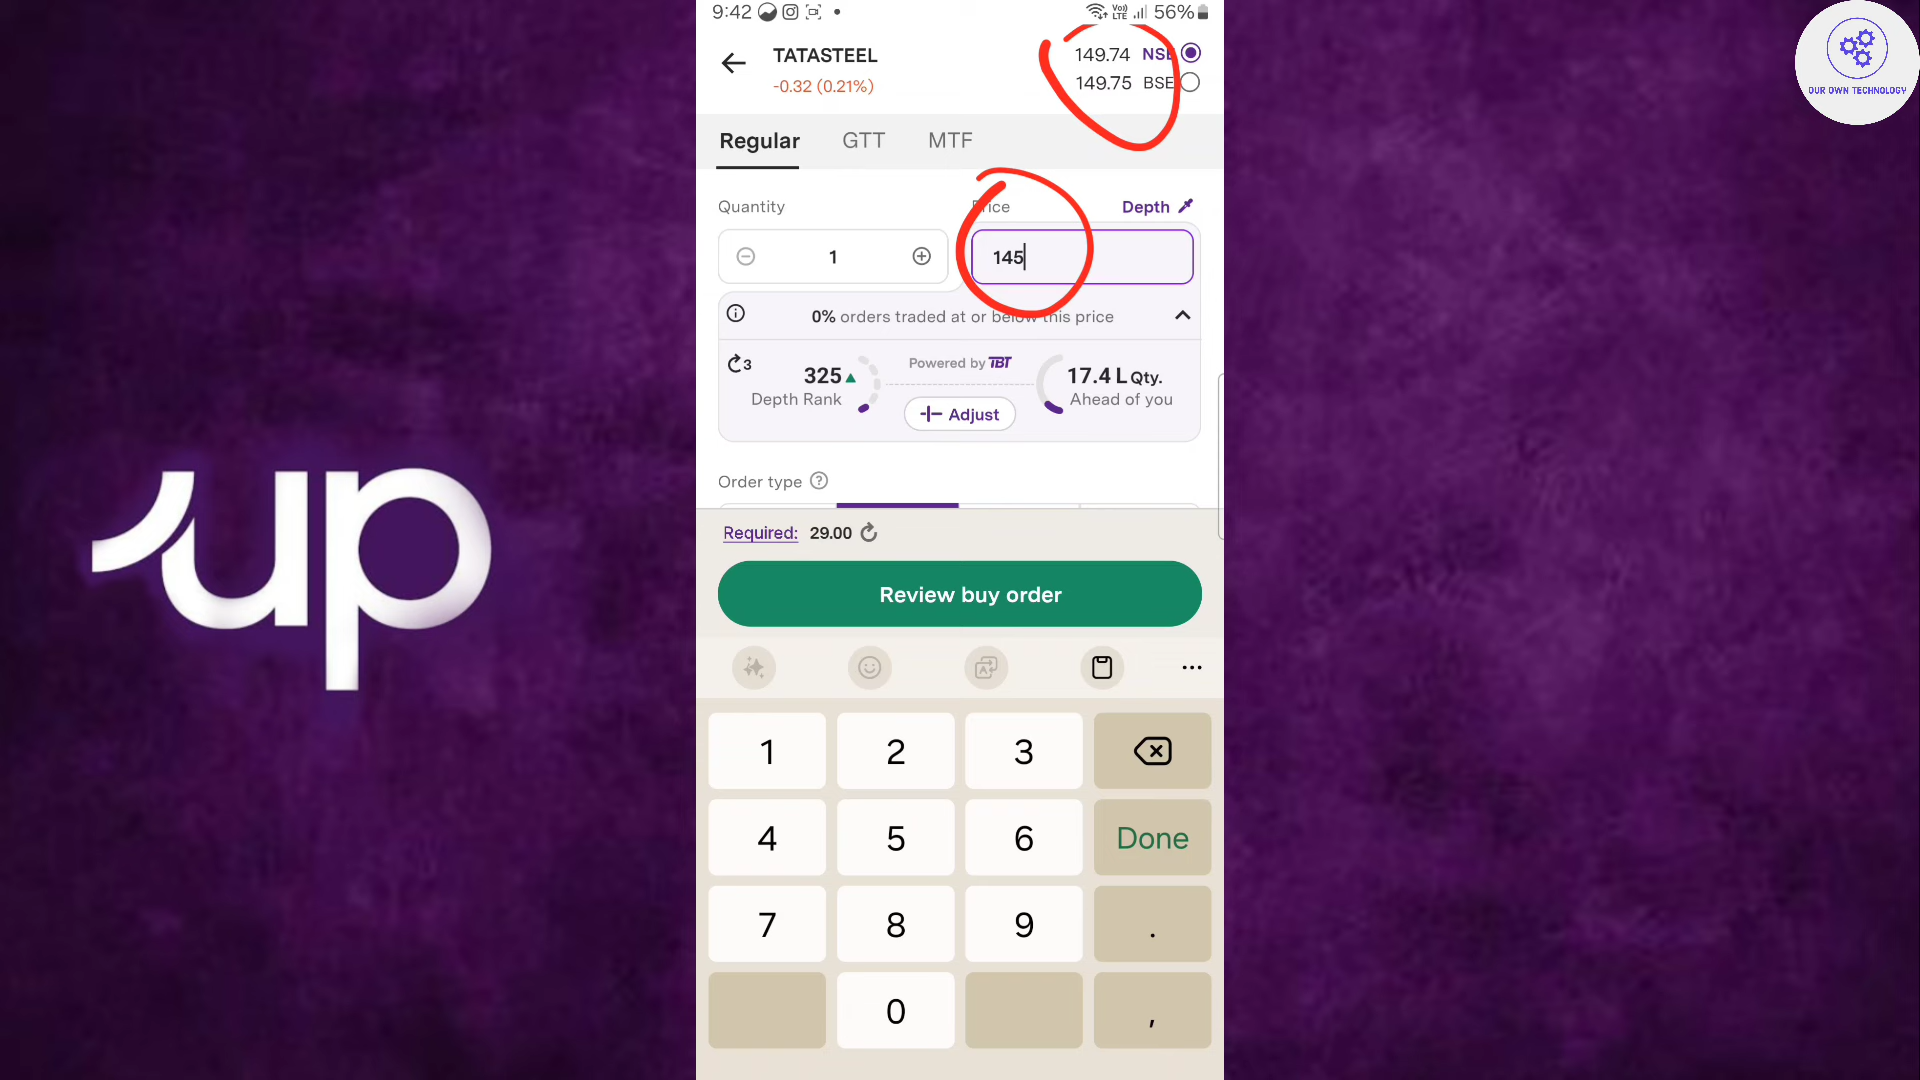 9:42
Vo)
LTE
56%
TATASTEEL
-0.32 (0.21%)
149.74 NSE
149.75 BSE
OUR OWN TECHNOLOGY
Regular
GTT
MTF
Quantity
Price
Depth
1
145
0% orders traded at or below this price
3
325
Depth Rank
Powered by TBT
Adjust
17.4 L Qty.
Ahead of you
Order type
?
Required: 29.00
Review buy order
up
1
2
3
4
5
6
Done
7
8
9
.
0
,